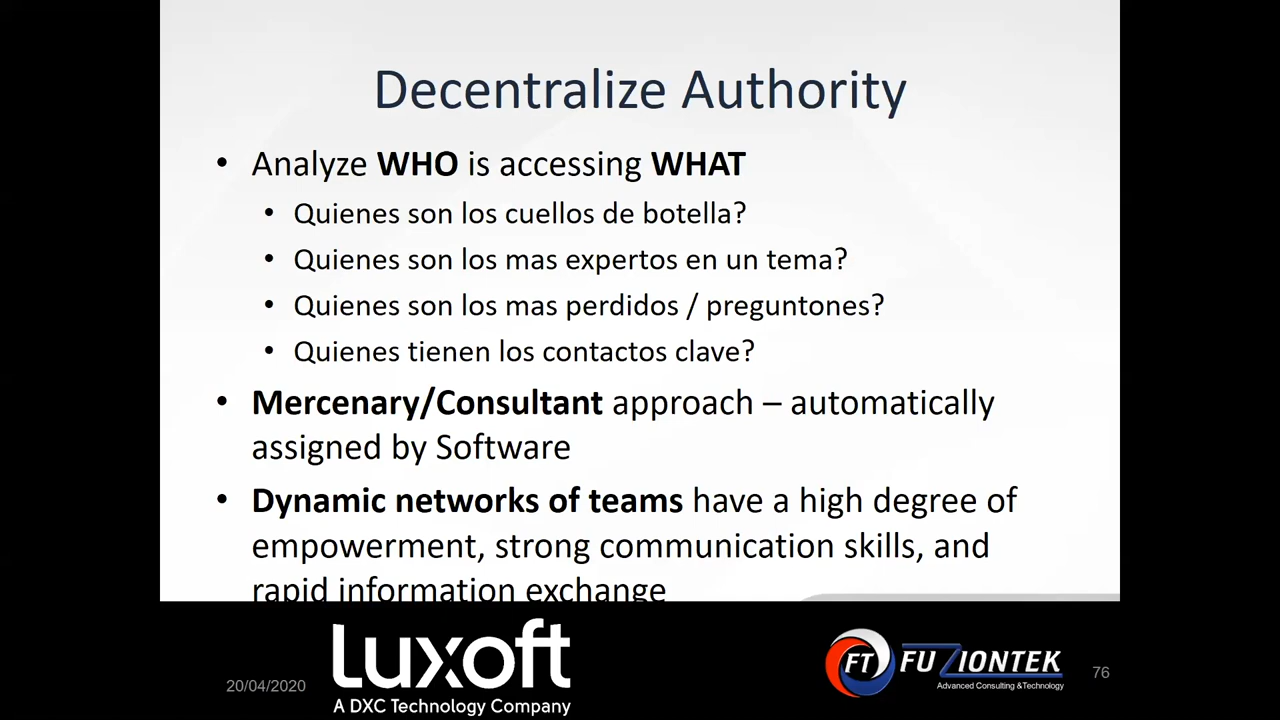 Decentralize Authority
• Analyze WHO is accessing WHAT
• Quienes son los cuellos de botella?
• Quienes son los mas expertos en un tema?
• Quienes son los mas perdidos / preguntones?
• Quienes tienen los contactos clave?
• Mercenary/Consultant approach – automatically
assigned by Software
• Dynamic networks of teams have a high degree of
empowerment, strong communication skills, and
rapid information exchange
20/04/2020
Luxoft
A DXC Technology Company
FT FUZIONTEK
Advanced Consulting &Technology
76